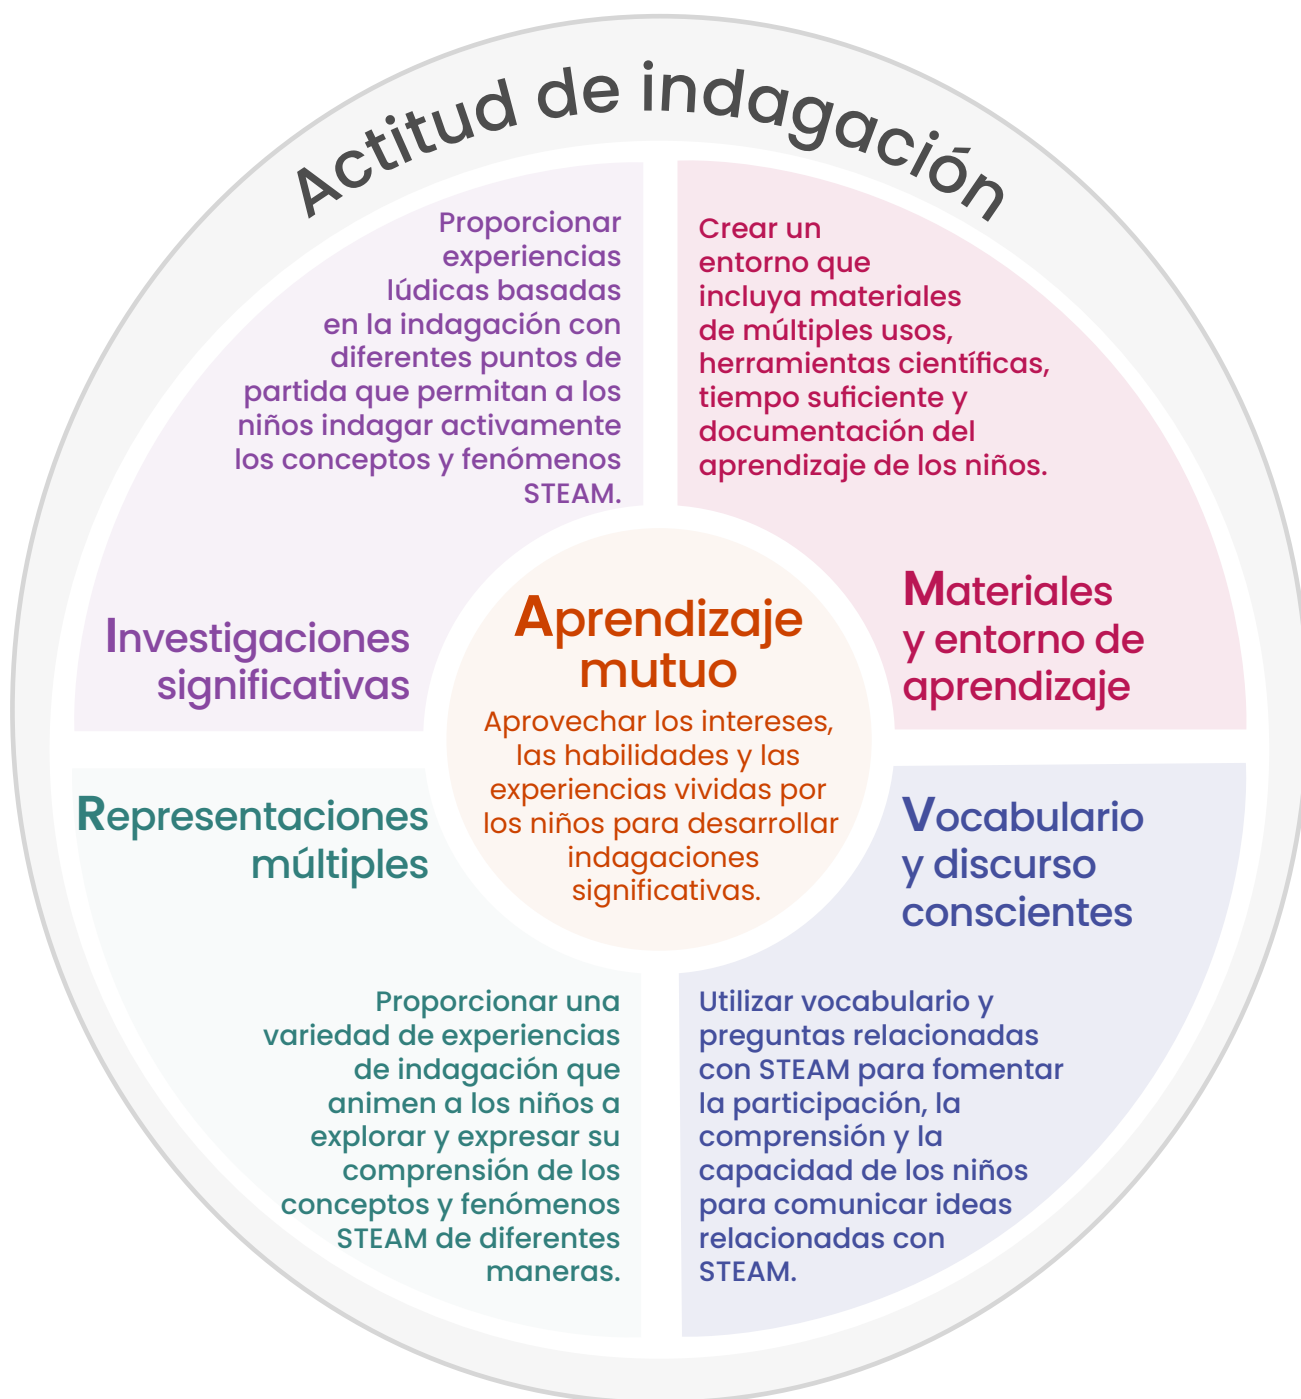 Actitud de indagación
Proporcionar
experiencias
lúdicas basadas
en la indagación con
diferentes puntos de
partida que permitan a los
niños indagar activamente
los conceptos y fenómenos
STEAM.
Investigaciones
significativas
Crear un
entorno que
incluya materiales
de múltiples usos,
herramientas científicas,
tiempo suficiente y
documentación del
aprendizaje de los niños.
Materiales
y entorno de
aprendizaje
Aprendizaje
mutuo
Aprovechar los intereses,
las habilidades y las
experiencias vividas por
los niños para desarrollar
indagaciones
significativas.
Representaciones
múltiples
Proporcionar una
variedad de experiencias
de indagación que
animen a los niños a
explorar y expresar su
comprensión de los
conceptos y fenómenos
STEAM de diferentes
maneras.
Vocabulario
y discurso
conscientes
Utilizar vocabulario y
preguntas relacionadas
con STEAM para fomentar
la participación, la
comprensión y la
capacidad de los niños
para comunicar ideas
relacionadas con
STEAM.